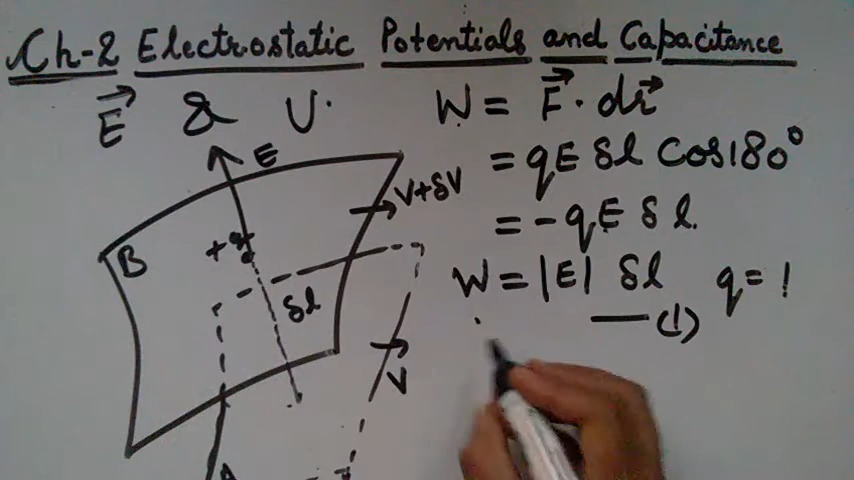 Ch-2 Electrostatic Potentials and Capacitance
E⃗ & V. W = F⃗ · dr⃗
E
= qE δl Cos180°
V+δV
= -qE δl.
B
+q
W = |E| δl q = 1
δl
— (1)
V
A